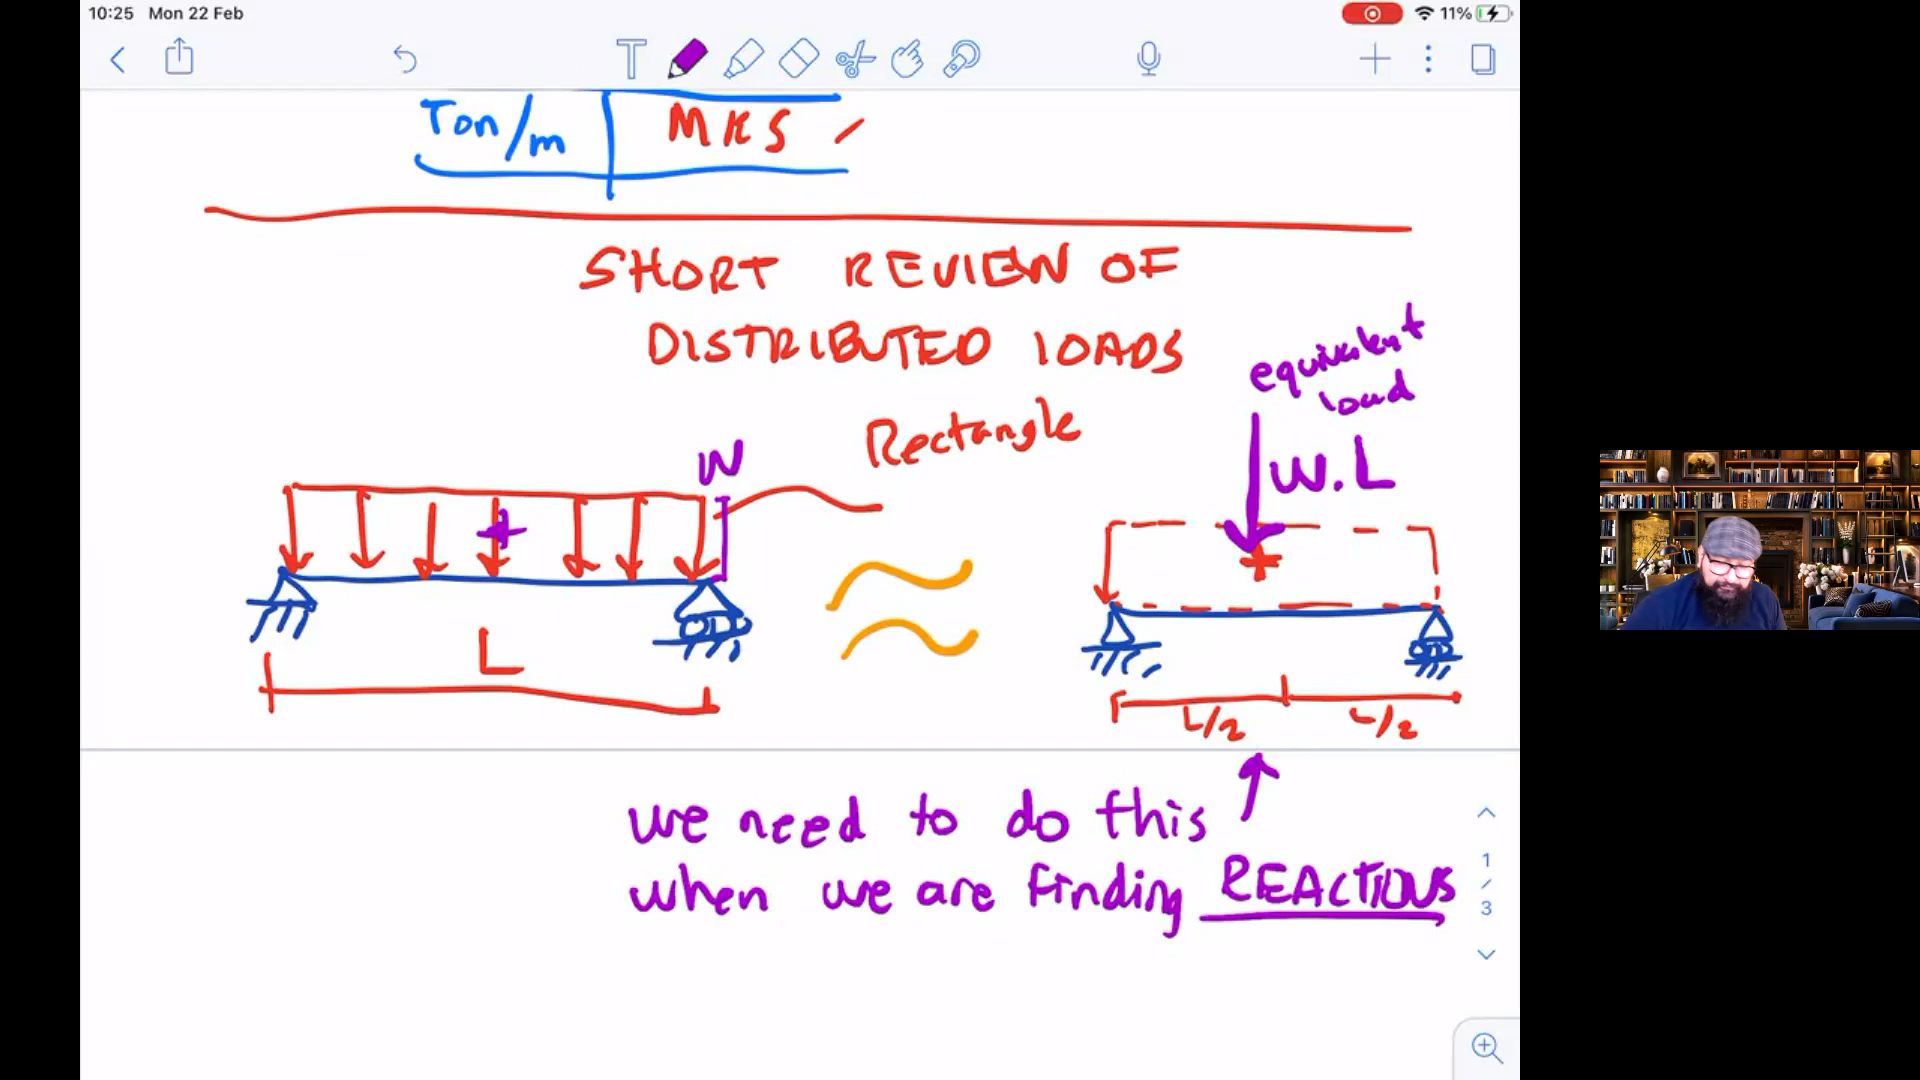 10:25 Mon 22 Feb
11%
T
Ton/m MKS
SHORT REVIEW OF
DISTRIBUTED LOADS
equivalent
load
Rectangle
W
W.L
L
L/2 L/2
we need to do this
when we are finding REACTIONS
1
/
3